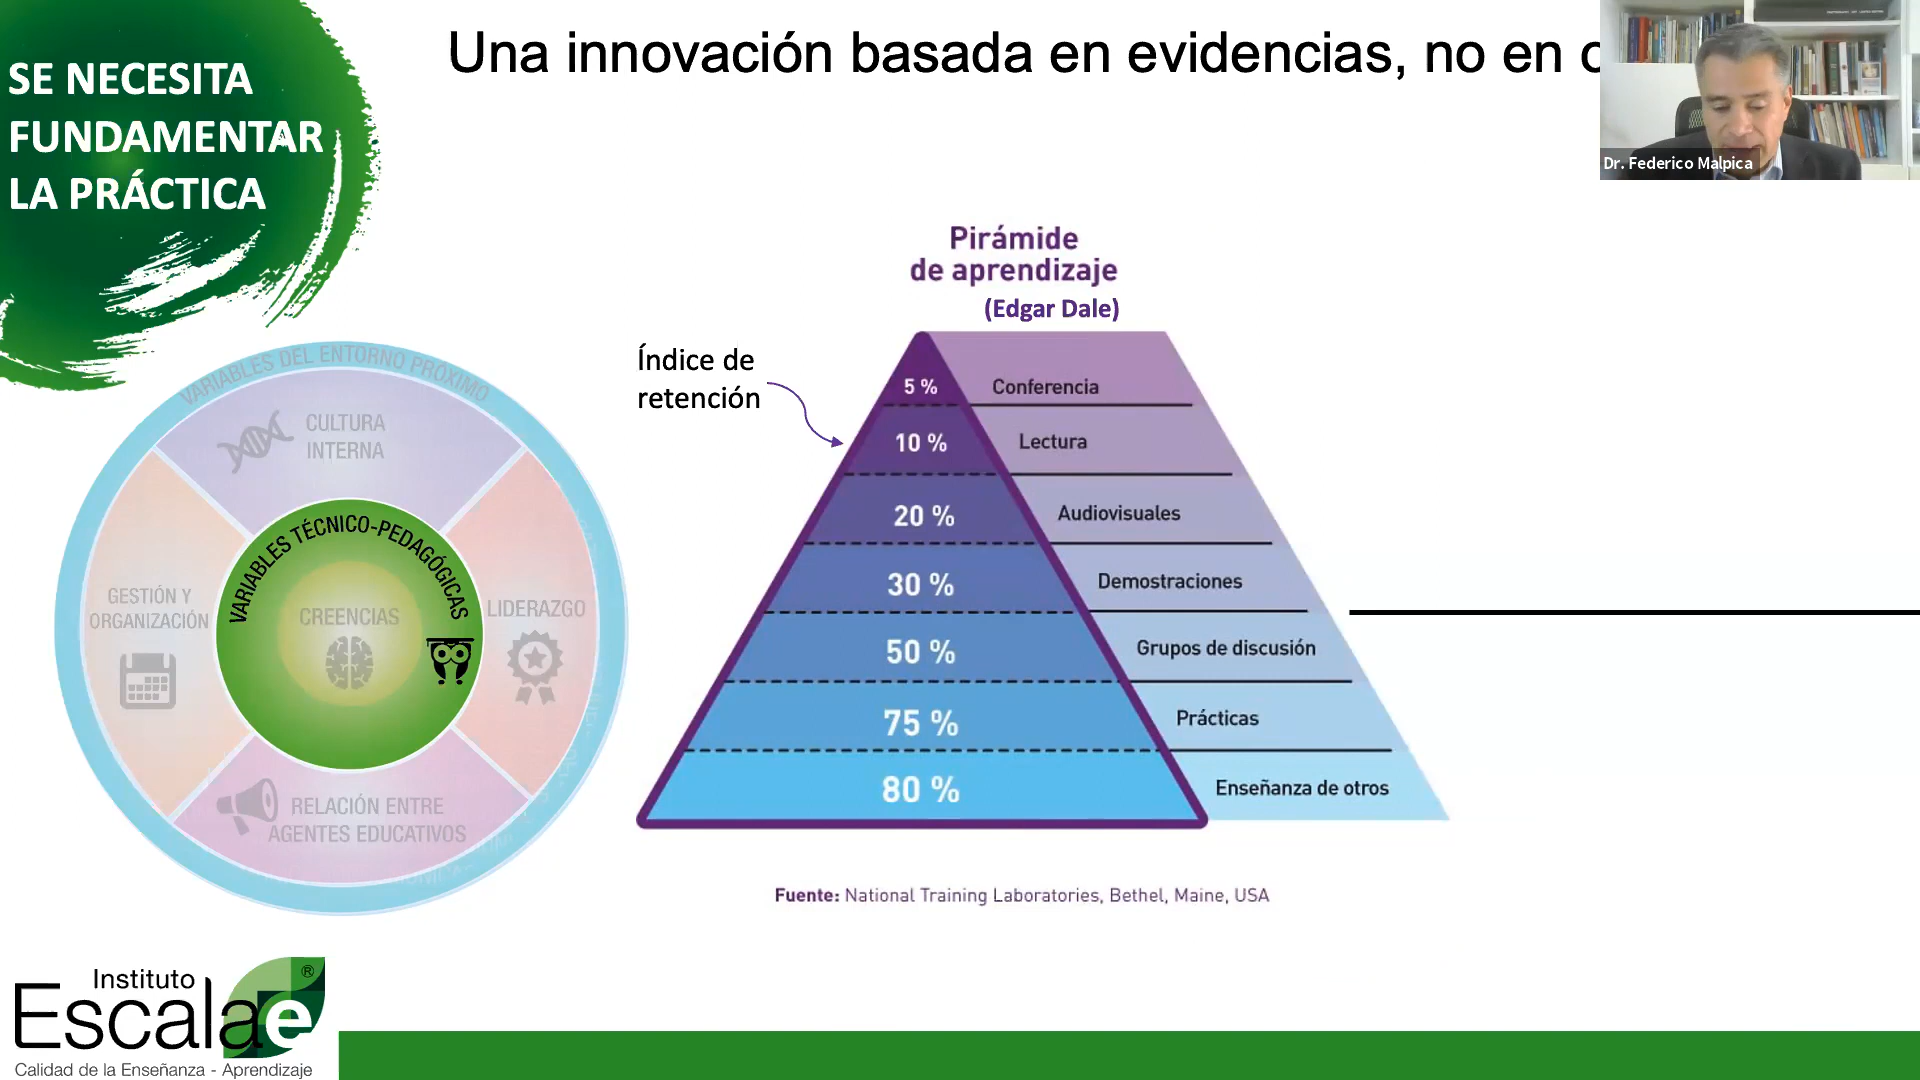 SE NECESITA
FUNDAMENTAR
LA PRÁCTICA
Una innovación basada en evidencias, no en
Dr. Federico Malpica
Pirámide
de aprendizaje
(Edgar Dale)
Índice de
retención
5 % Conferencia
10 % Lectura
20 % Audiovisuales
30 % Demostraciones
50 % Grupos de discusión
75 % Prácticas
80 % Enseñanza de otros
Fuente: National Training Laboratories, Bethel, Maine, USA
VARIABLES DEL ENTORNO PRÓXIMO
CULTURA
INTERNA
VARIABLES TÉCNICO-PEDAGÓGICAS
GESTIÓN Y
ORGANIZACIÓN
CREENCIAS
LIDERAZGO
RELACIÓN ENTRE
AGENTES EDUCATIVOS
Instituto
Escalae
®
Calidad de la Enseñanza - Aprendizaje